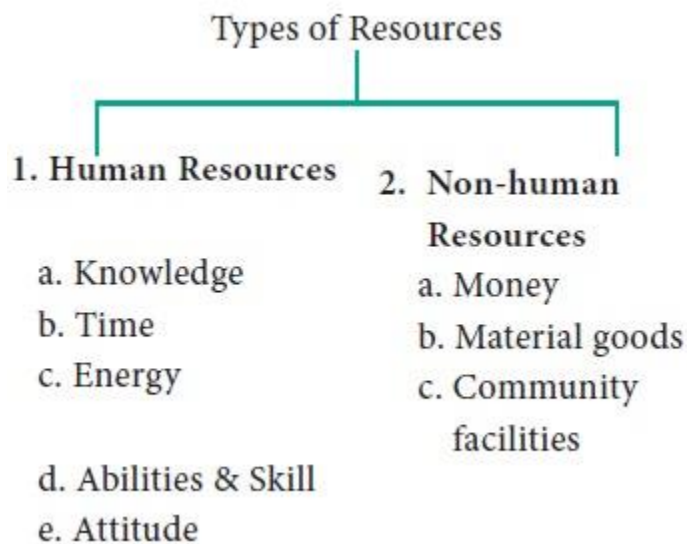 Types of Resources
1. Human Resources
a. Knowledge
b. Time
c. Energy
d. Abilities & Skill
e. Attitude
2. Non-human
Resources
a. Money
b. Material goods
c. Community
facilities